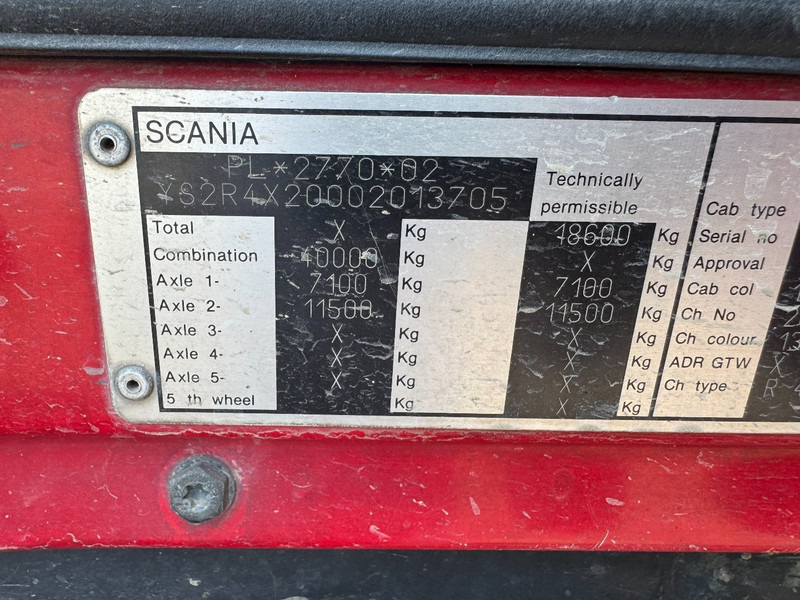 SCANIA
PL*2770*02
YS2R4X20002013705
Technically
permissible
Total X Kg 18600 Kg
Combination 40000 Kg X Kg
Axle 1- 7100 Kg 7100 Kg
Axle 2- 11500 Kg 11500 Kg
Axle 3- X Kg X Kg
Axle 4- X Kg X Kg
Axle 5- X Kg X Kg
5 th wheel Kg X Kg
Cab type
Serial no
Approval
Cab col
Ch No
Ch colour 13
ADR GTW X
Ch type R